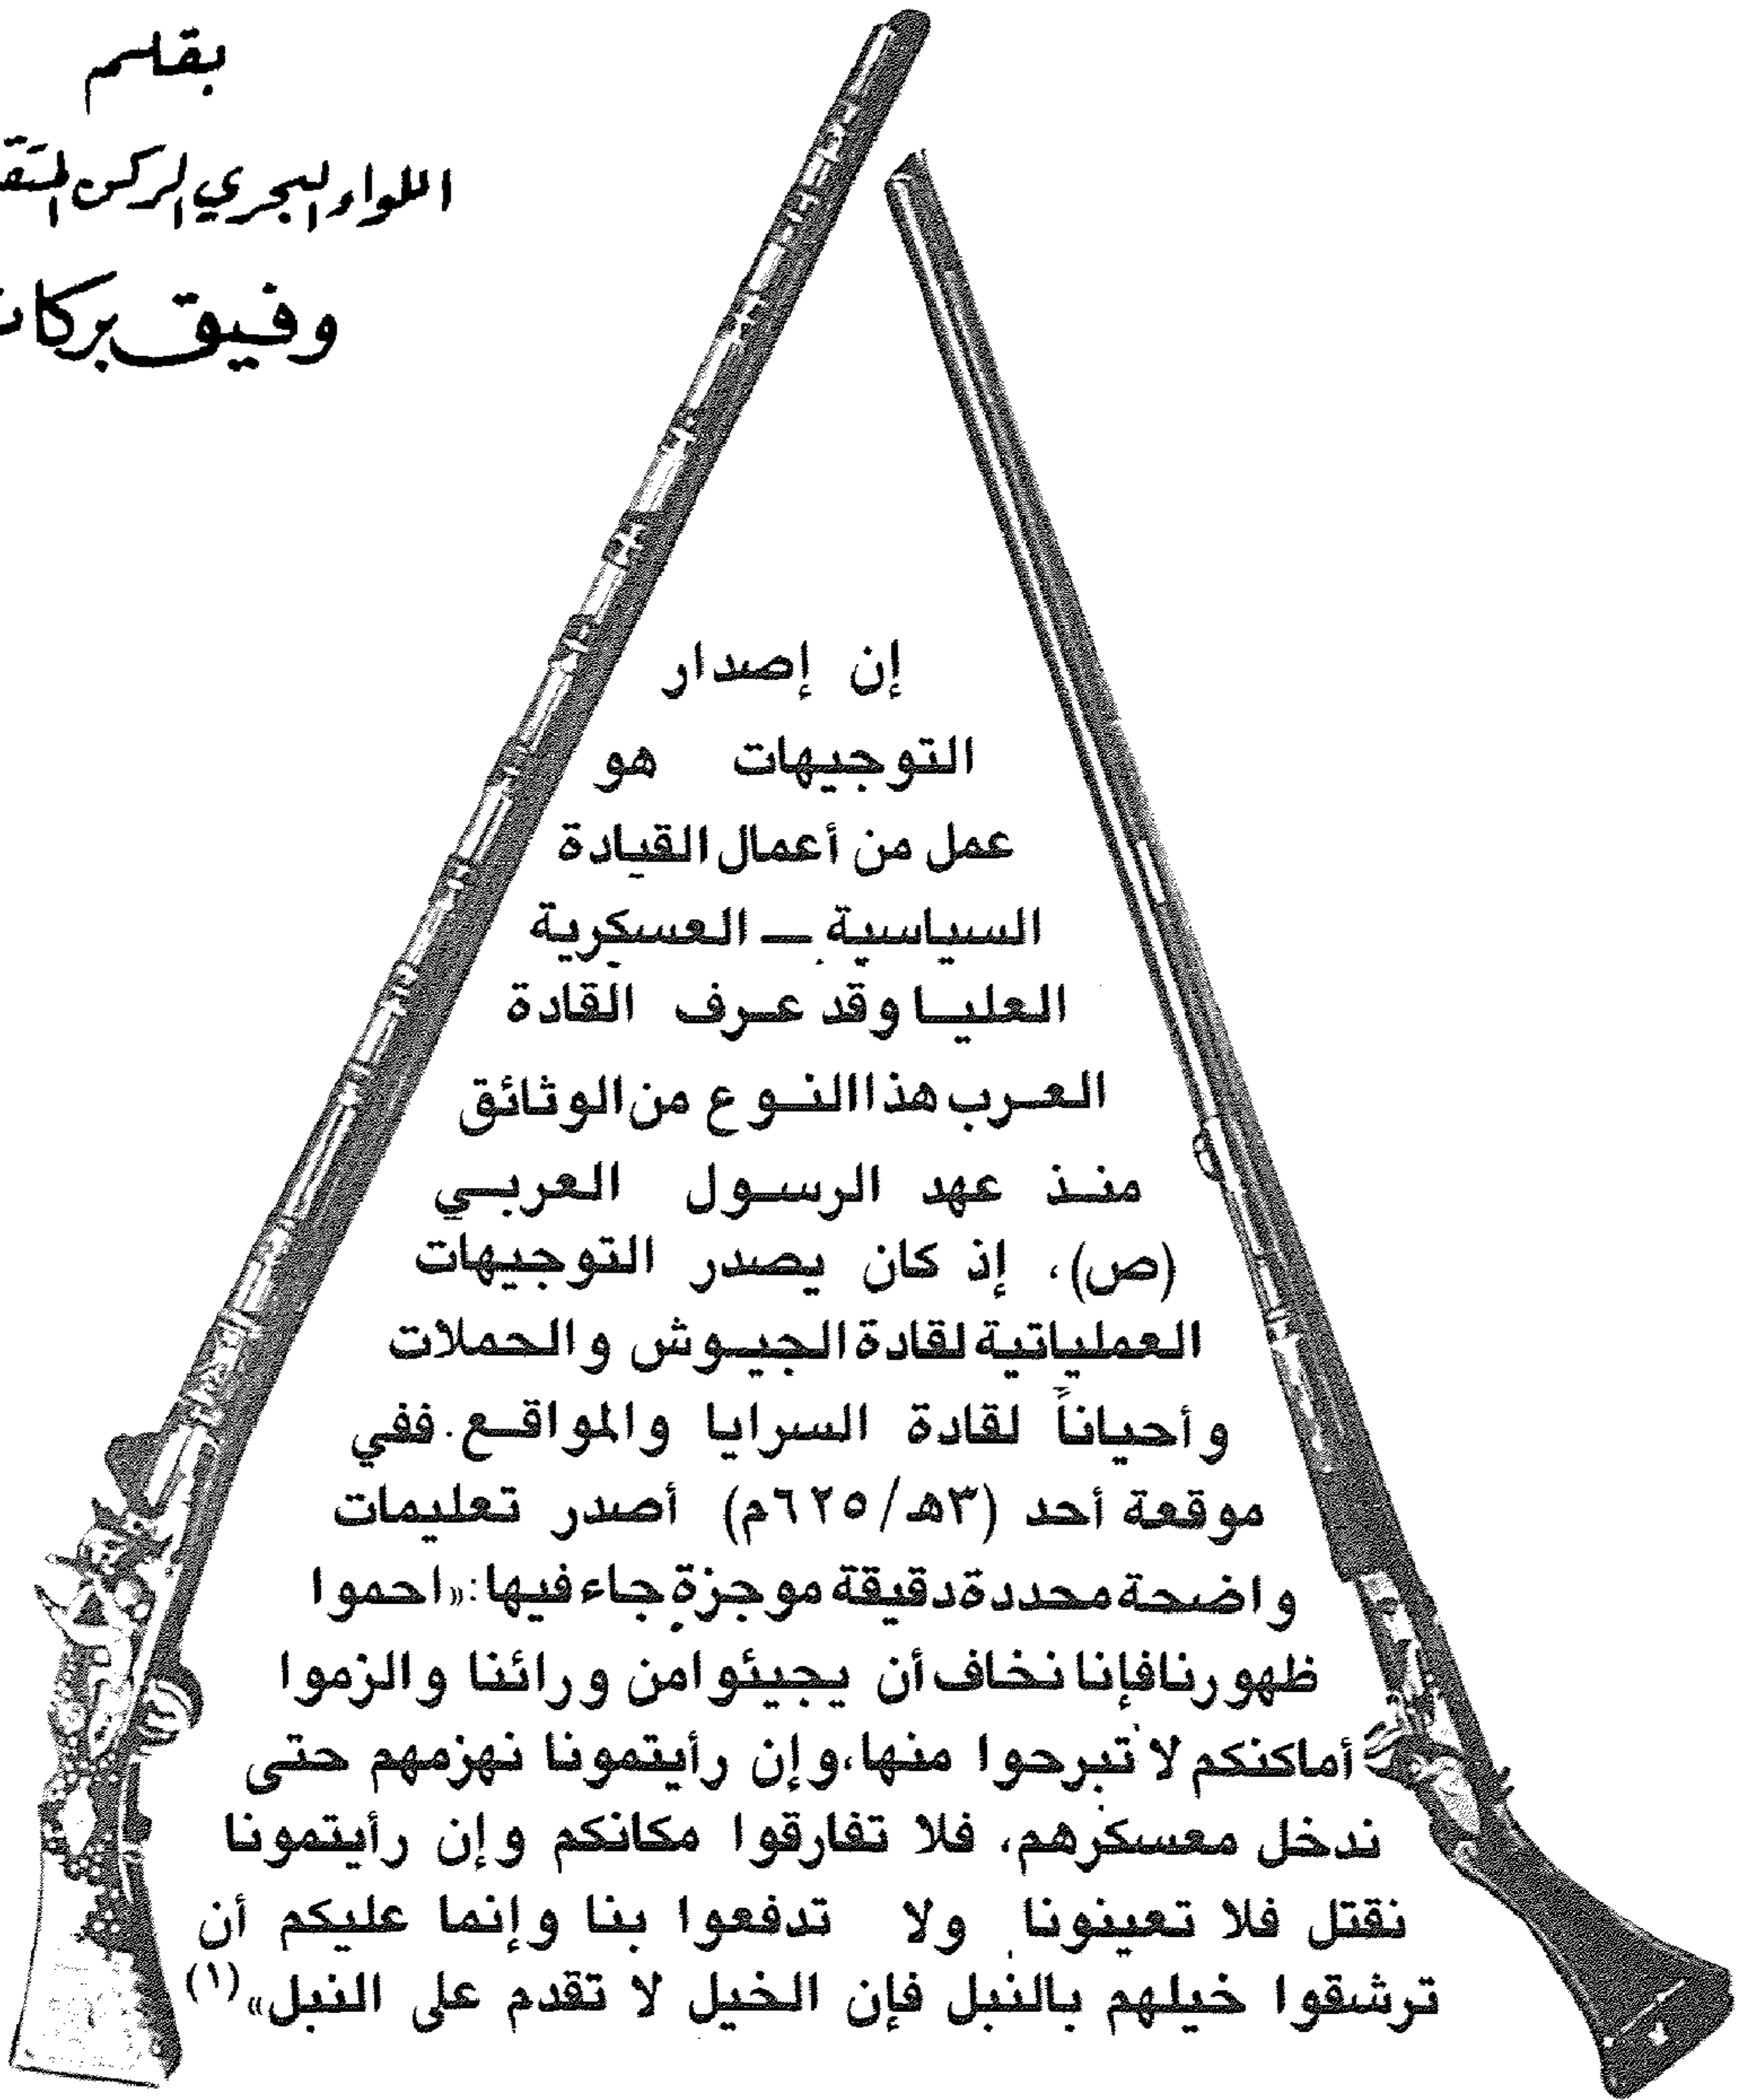 بقلم
اللواء البحري الركن
وفيق
إن إصدار
التوجيهات هو
عمل من أعمال القيادة
السياسية — العسكرية
العليا وقد عرف القادة
العرب هذا النوع من الوثائق
منذ عهد الرسول العربي
(ص)، إذ كان يصدر التوجيهات
العملياتية لقادة الجيوش والحملات
وأحياناً لقادة السرايا والمواقع. ففي
موقعة أحد (٣هـ/٦٢٥م) أصدر تعليمات
واضحة محددة دقيقة موجزة جاء فيها: «احموا
ظهورنا فإنا نخاف أن يجيئوا من ورائنا والزموا
أماكنكم لا تبرحوا منها، وإن رأيتمونا نهزمهم حتى
ندخل معسكرهم، فلا تفارقوا مكانكم وإن رأيتمونا
نقتل فلا تعينونا ولا تدفعوا بنا وإنما عليكم أن
ترشقوا خيلهم بالنبل فإن الخيل لا تقدم على النبل»(١)